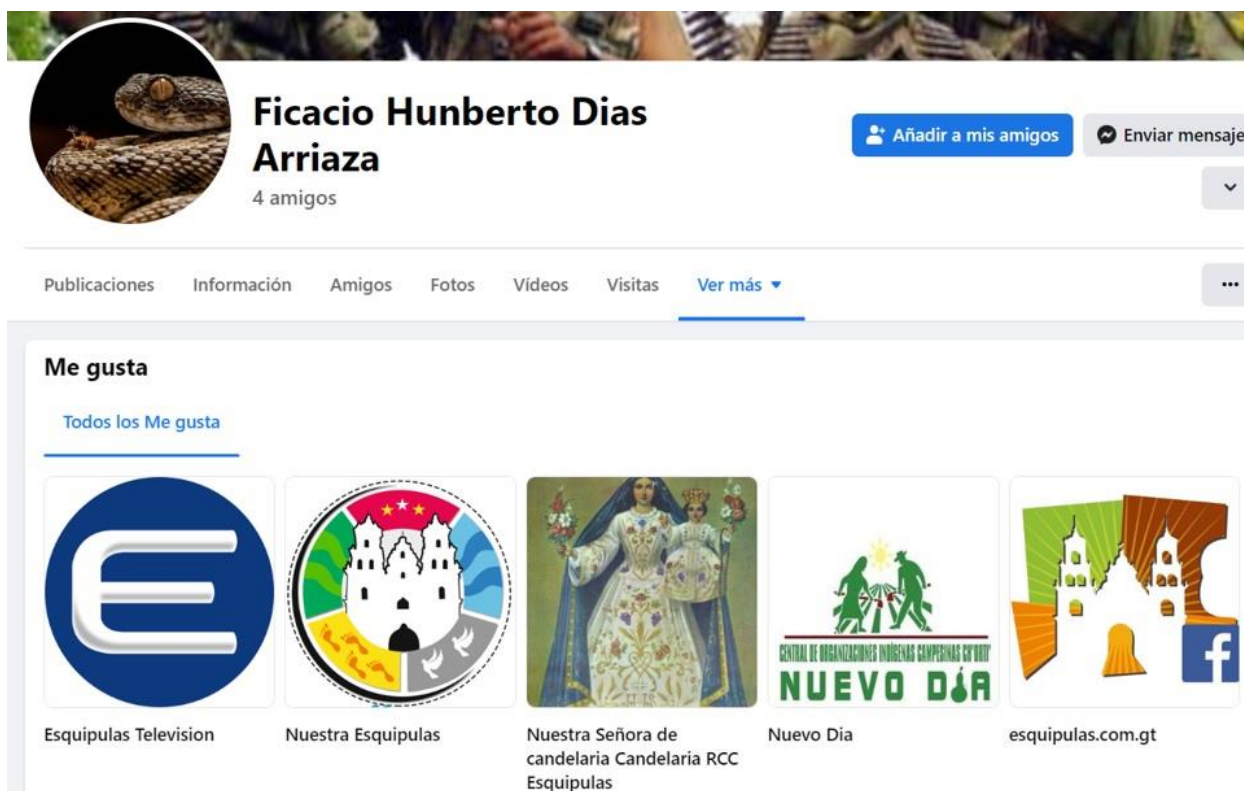 Ficacio Hunberto Dias
Arriaza
4 amigos
Añadir a mis amigos
Enviar mensaje
Publicaciones
Información
Amigos
Fotos
Vídeos
Visitas
Ver más
Me gusta
Todos los Me gusta
E
CENTRAL DE ORGANIZACIONES INDÍGENAS CAMPESINAS CH'ORTI'
NUEVO DÍA
f
Esquipulas Television
Nuestra Esquipulas
Nuestra Señora de
candelaria Candelaria RCC
Esquipulas
Nuevo Dia
esquipulas.com.gt